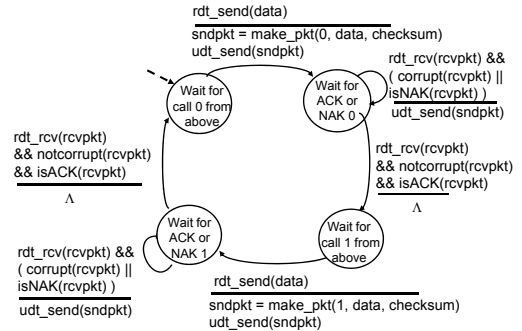 rdt_send(data)
sndpkt = make_pkt(0, data, checksum)
udt_send(sndpkt)
Wait for
call 0 from
above
Wait for
ACK or
NAK 0
rdt_rcv(rcvpkt) &&
( corrupt(rcvpkt) ||
isNAK(rcvpkt) )
udt_send(sndpkt)
rdt_rcv(rcvpkt)
&& notcorrupt(rcvpkt)
&& isACK(rcvpkt)
Λ
rdt_rcv(rcvpkt)
&& notcorrupt(rcvpkt)
&& isACK(rcvpkt)
Λ
Wait for
ACK or
NAK 1
Wait for
call 1 from
above
rdt_rcv(rcvpkt) &&
( corrupt(rcvpkt) ||
isNAK(rcvpkt) )
udt_send(sndpkt)
rdt_send(data)
sndpkt = make_pkt(1, data, checksum)
udt_send(sndpkt)